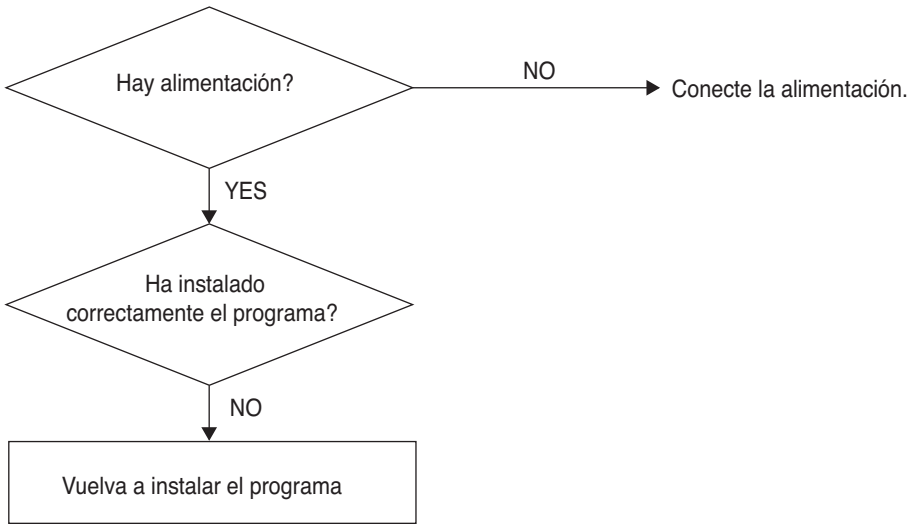 Hay alimentación?
NO
Conecte la alimentación.
YES
Ha instalado
correctamente el programa?
NO
Vuelva a instalar el programa